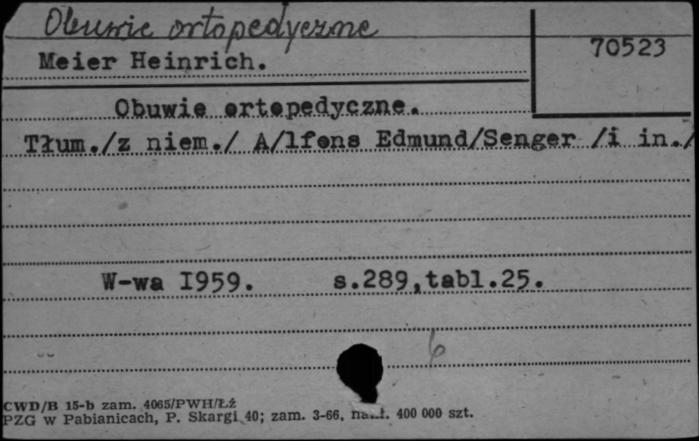 Obuwie ortopedyczne
70523
Meier Heinrich.
Obuwie ortopedyczne.
Tłum./z niem./ A/lfons Edmund/Senger /i in./
W-wa I959. s.289,tabl.25.
6
CWD/B 15-b zam. 4065/PWH/Łż
PZG w Pabianicach, P. Skargi 40; zam. 3-66, 400 000 szt.